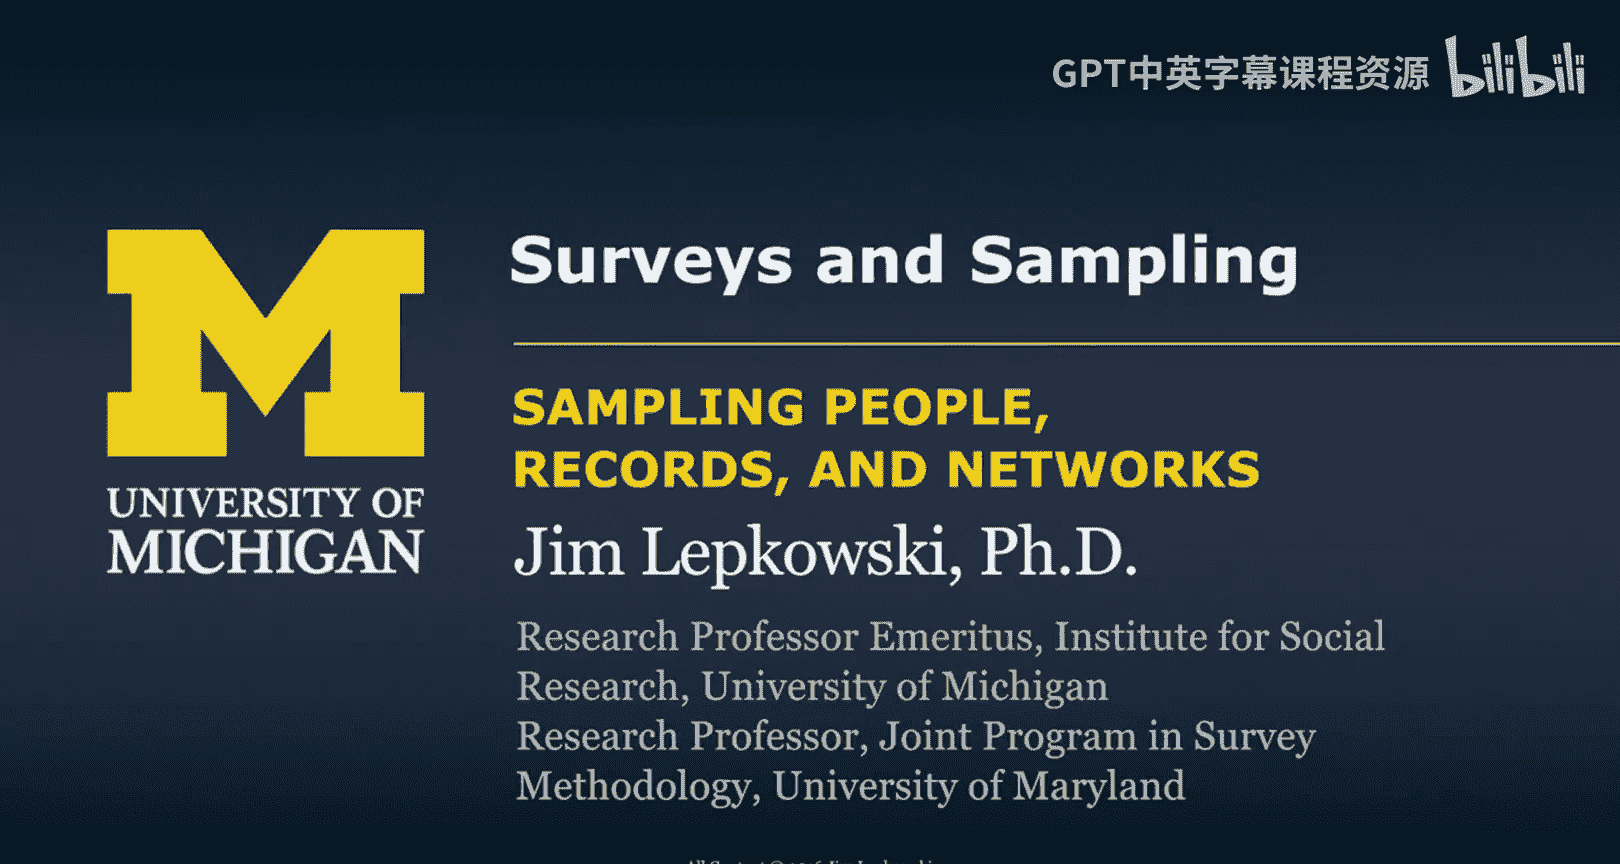 GPT中英字幕课程资源 bilibili
Surveys and Sampling
SAMPLING PEOPLE,
RECORDS, AND NETWORKS
M
UNIVERSITY OF
MICHIGAN
Jim Lepkowski, Ph.D.
Research Professor Emeritus, Institute for Social
Research, University of Michigan
Research Professor, Joint Program in Survey
Methodology, University of Maryland